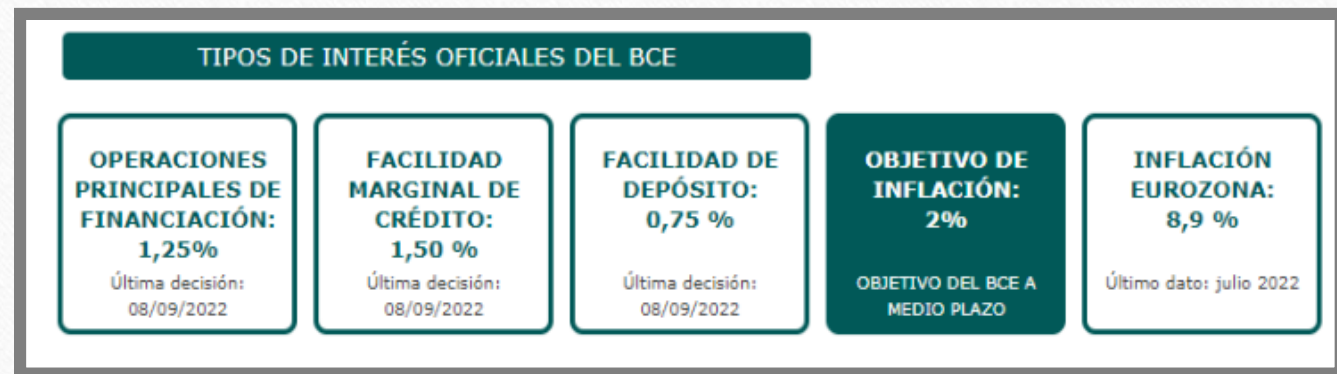 TIPOS DE INTERÉS OFICIALES DEL BCE
OPERACIONES
PRINCIPALES DE
FINANCIACIÓN:
1,25%
Última decisión:
08/09/2022
FACILIDAD
MARGINAL DE
CRÉDITO:
1,50 %
Última decisión:
08/09/2022
FACILIDAD DE
DEPÓSITO:
0,75 %
Última decisión:
08/09/2022
OBJETIVO DE
INFLACIÓN:
2%
OBJETIVO DEL BCE A
MEDIO PLAZO
INFLACIÓN
EUROZONA:
8,9 %
Último dato: julio 2022